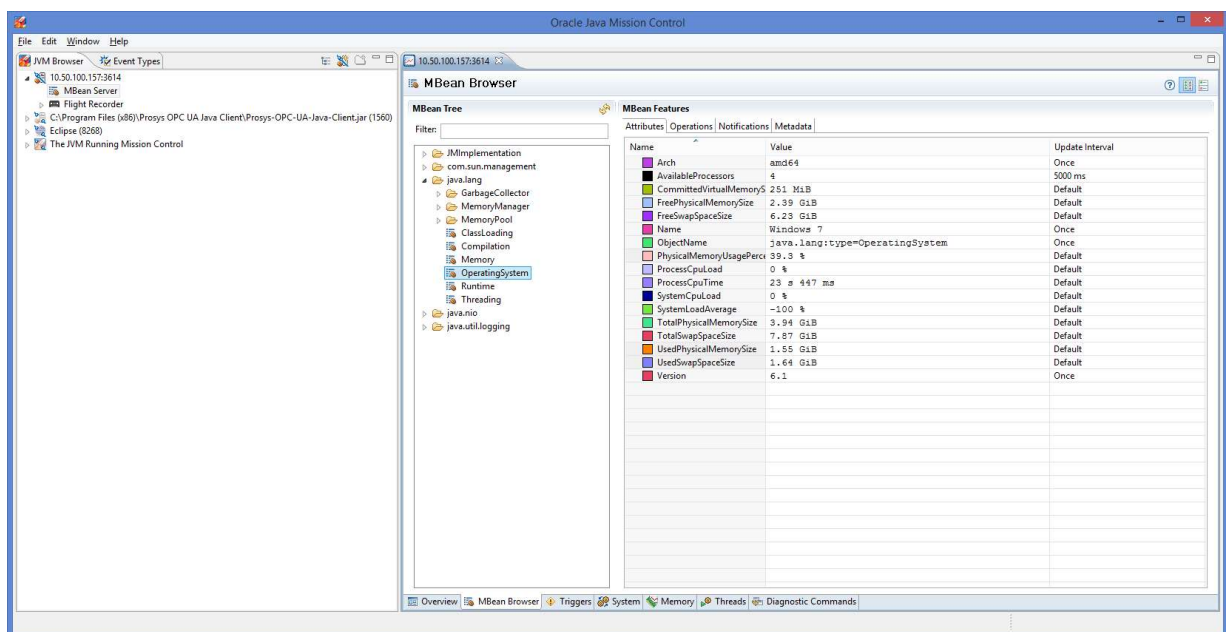 Oracle Java Mission Control
File Edit Window Help
JVM Browser Event Types
10.50.100.157:3614
MBean Server
Flight Recorder
C:\Program Files (x86)\Prosys OPC UA Java Client\Prosys-OPC-UA-Java-Client.jar (1560)
Eclipse (8268)
The JVM Running Mission Control
10.50.100.157:3614
MBean Browser
MBean Tree
Filter:
JMImplementation
com.sun.management
java.lang
GarbageCollector
MemoryManager
MemoryPool
ClassLoading
Compilation
Memory
OperatingSystem
Runtime
Threading
java.nio
java.util.logging
MBean Features
Attributes Operations Notifications Metadata
Name Value Update Interval
Arch amd64 Once
AvailableProcessors 4 5000 ms
CommittedVirtualMemoryS 251 MiB Default
FreePhysicalMemorySize 2.39 GiB Default
FreeSwapSpaceSize 6.23 GiB Default
Name Windows 7 Once
ObjectName java.lang:type=OperatingSystem Once
PhysicalMemoryUsagePerce 39.3 % Default
ProcessCpuLoad 0 % Default
ProcessCpuTime 23 s 447 ms Default
SystemCpuLoad 0 % Default
SystemLoadAverage -100 % Default
TotalPhysicalMemorySize 3.94 GiB Default
TotalSwapSpaceSize 7.87 GiB Default
UsedPhysicalMemorySize 1.55 GiB Default
UsedSwapSpaceSize 1.64 GiB Default
Version 6.1 Once
Overview MBean Browser Triggers System Memory Threads Diagnostic Commands